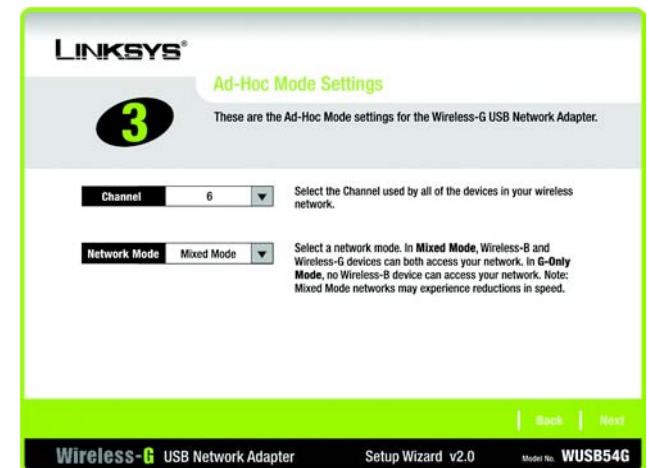 LINKSYS®
Ad-Hoc Mode Settings
3
These are the Ad-Hoc Mode settings for the Wireless-G USB Network Adapter.
Channel 6
Select the Channel used by all of the devices in your wireless
network.
Network Mode Mixed Mode
Select a network mode. In Mixed Mode, Wireless-B and
Wireless-G devices can both access your network. In G-Only
Mode, no Wireless-B device can access your network. Note:
Mixed Mode networks may experience reductions in speed.
Back Next
Wireless-G USB Network Adapter Setup Wizard v2.0 Model No. WUSB54G